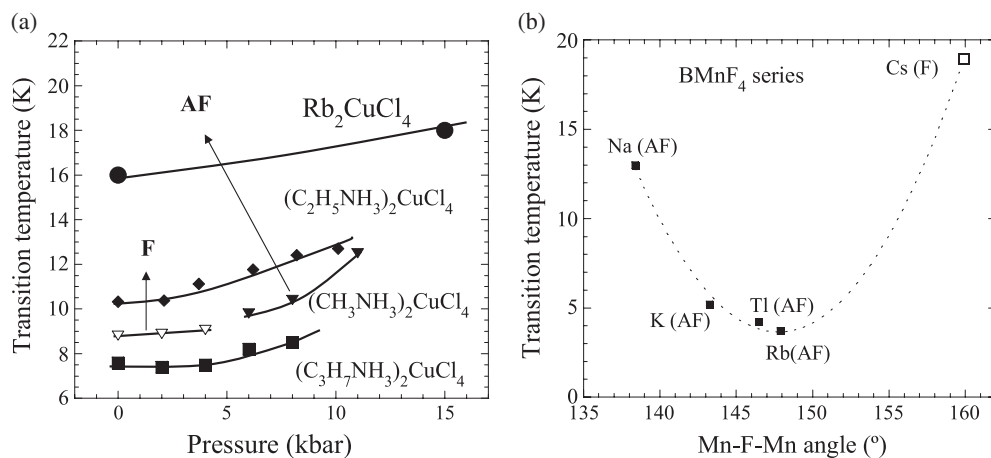 (a)
Transition temperature (K)
22
20
18
16
14
12
10
8
6
AF
Rb₂CuCl₄
(C₂H₅NH₃)₂CuCl₄
F
(CH₃NH₃)₂CuCl₄
(C₃H₇NH₃)₂CuCl₄
0
5
10
15
Pressure (kbar)
(b)
Transition temperature (K)
20
15
10
5
0
BMnF₄ series
Cs (F)
Na (AF)
K (AF)
Tl (AF)
Rb(AF)
135
140
145
150
155
160
Mn-F-Mn angle (º)